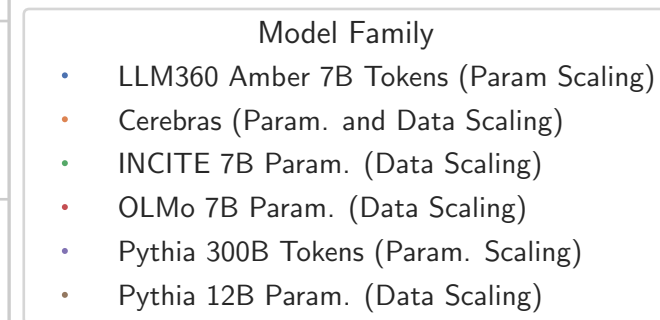 Model Family
LLM360 Amber 7B Tokens (Param Scaling)
Cerebras (Param. and Data Scaling)
INCITE 7B Param. (Data Scaling)
OLMo 7B Param. (Data Scaling)
Pythia 300B Tokens (Param. Scaling)
Pythia 12B Param. (Data Scaling)